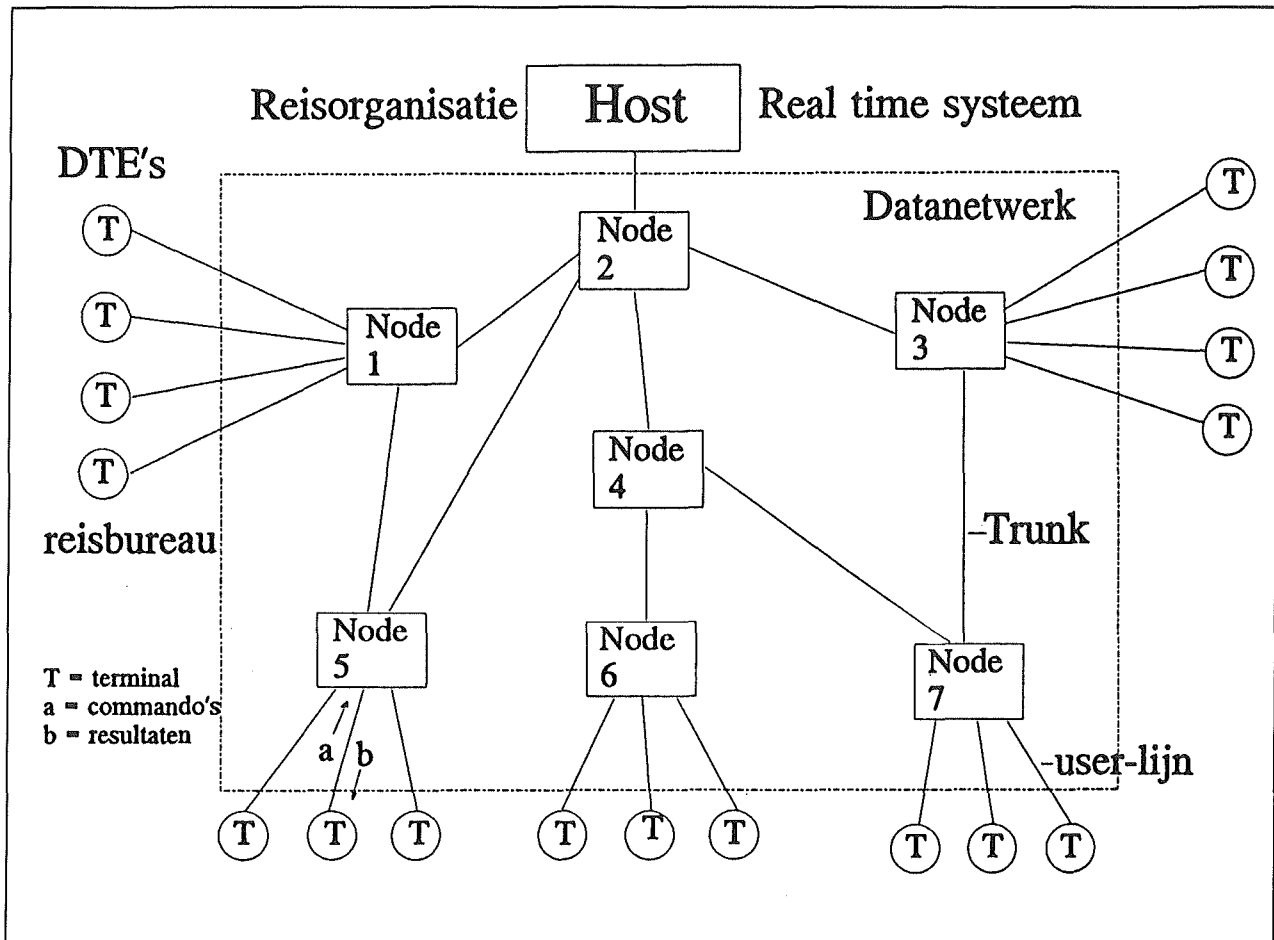 Reisorganisatie
Host
Real time systeem
DTE's
Datanetwerk
T
T
T
T
T
T
T
T
Node
2
Node
1
Node
3
Node
4
reisbureau
-Trunk
Node
5
Node
6
Node
7
T = terminal
a = commando's
b = resultaten
a
b
-user-lijn
T
T
T
T
T
T
T
T
T